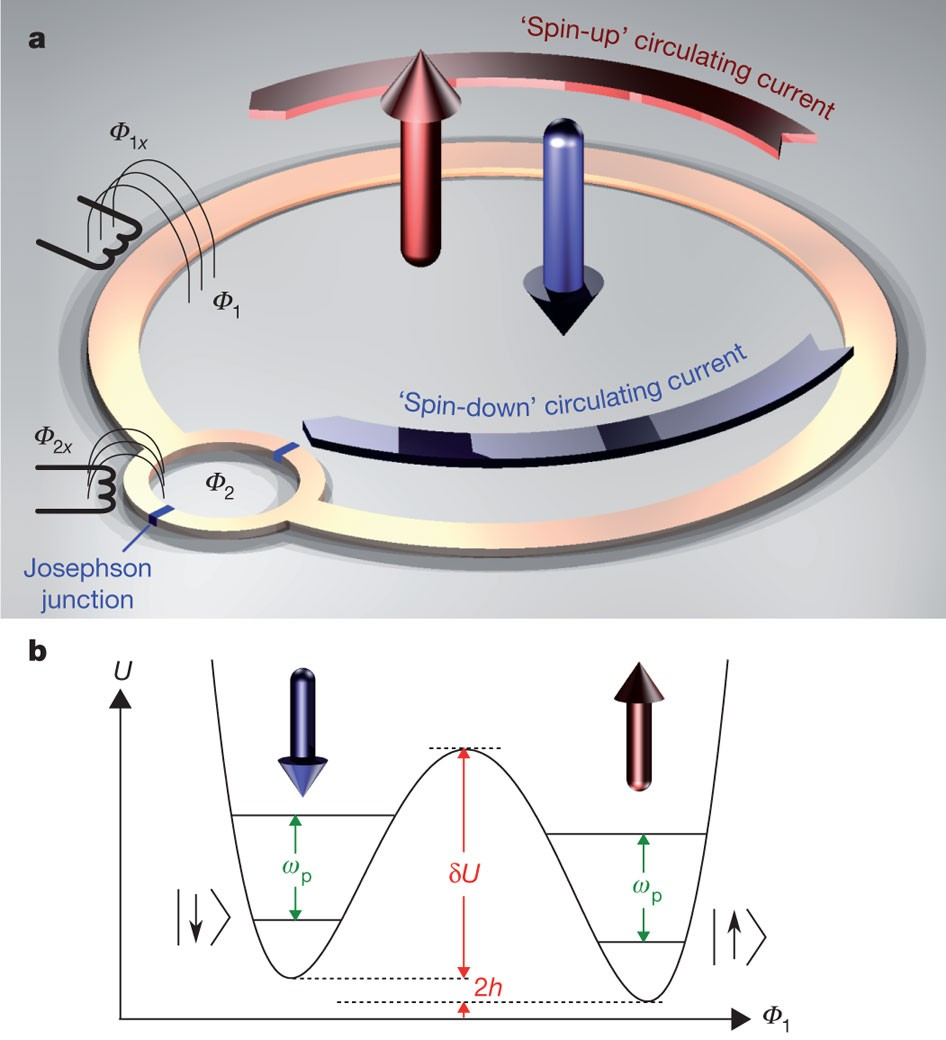 a
‘Spin-up’ circulating current
Φ1x
Φ1
‘Spin-down’ circulating current
Φ2x
Φ2
Josephson
junction
b
U
ωp
δU
ωp
|↓⟩
|↑⟩
2h
Φ1